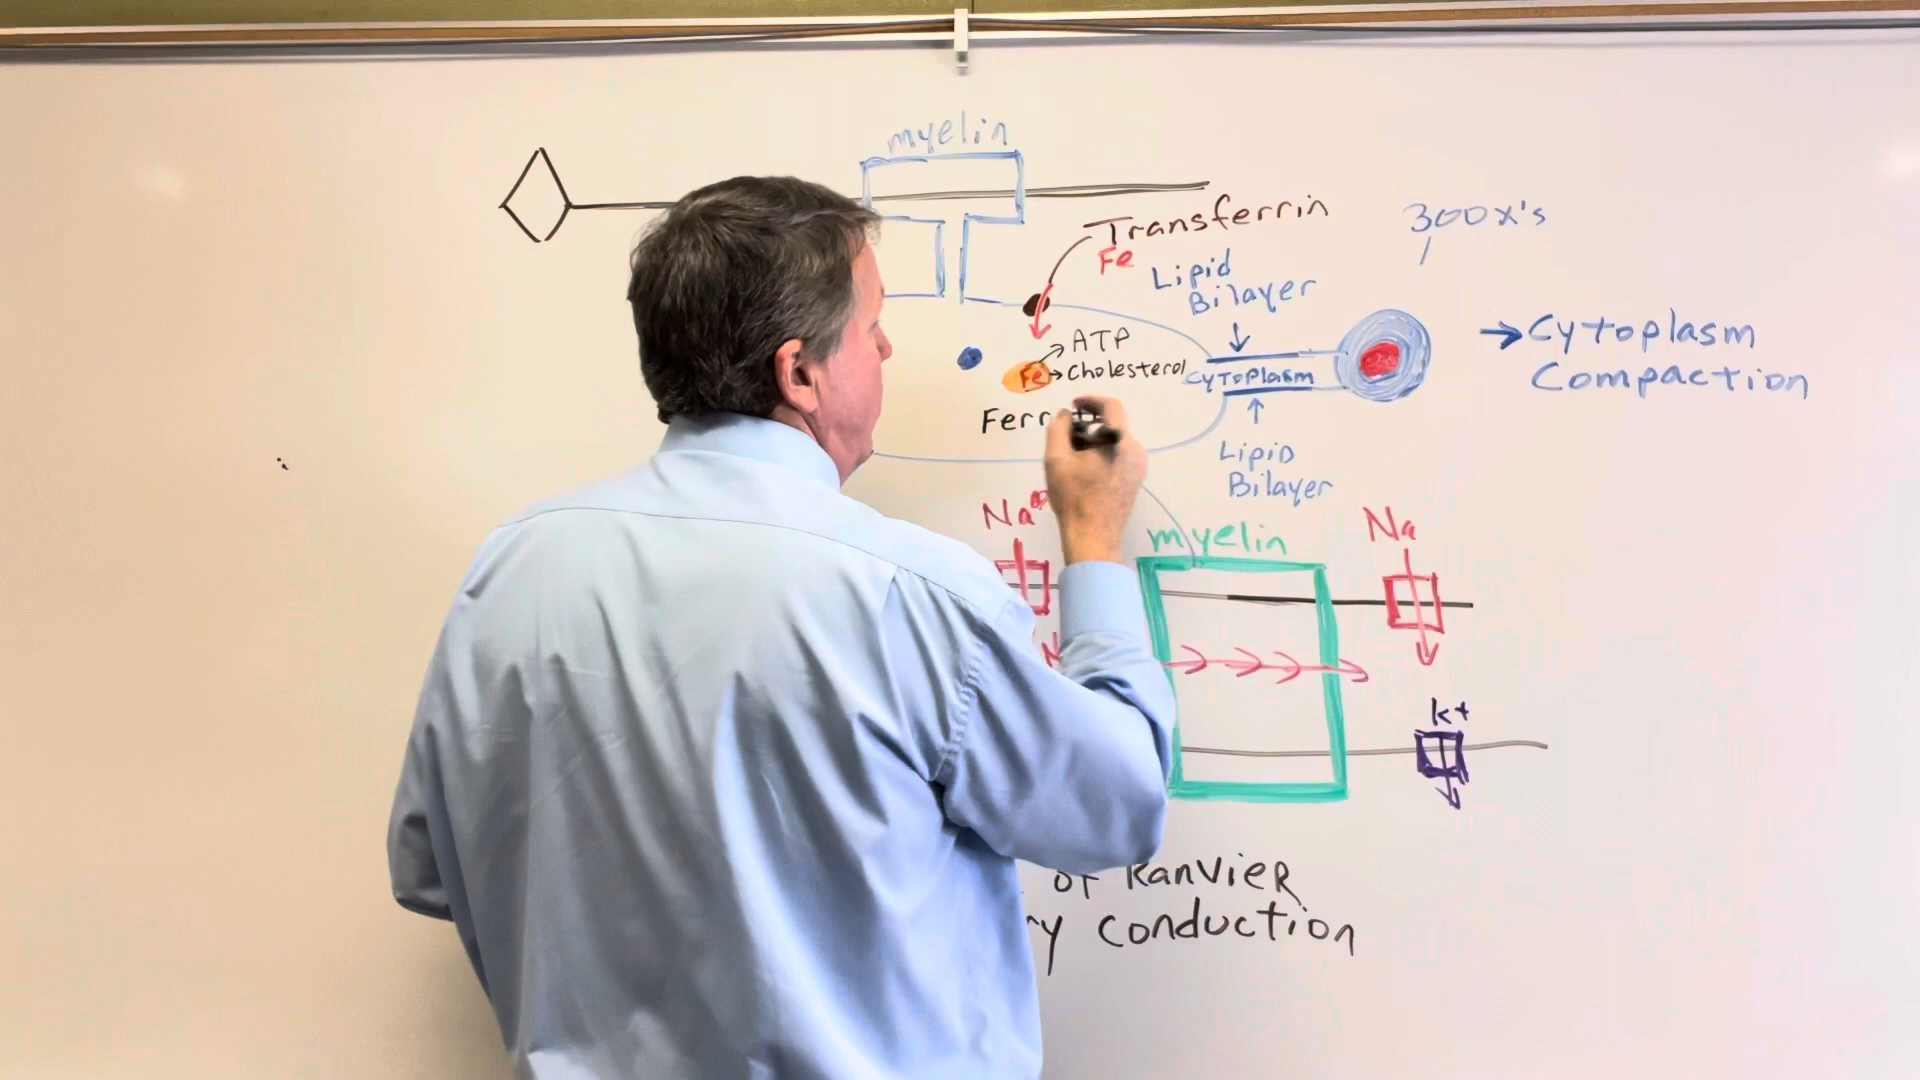 myelin
Transferrin
Fe
300x's
Lipid
Bilayer
ATP
Fe → Cholesterol
Cytoplasm
→ Cytoplasm
Compaction
Lipid
Bilayer
Na
myelin
Na
K+
of Ranvier
conduction